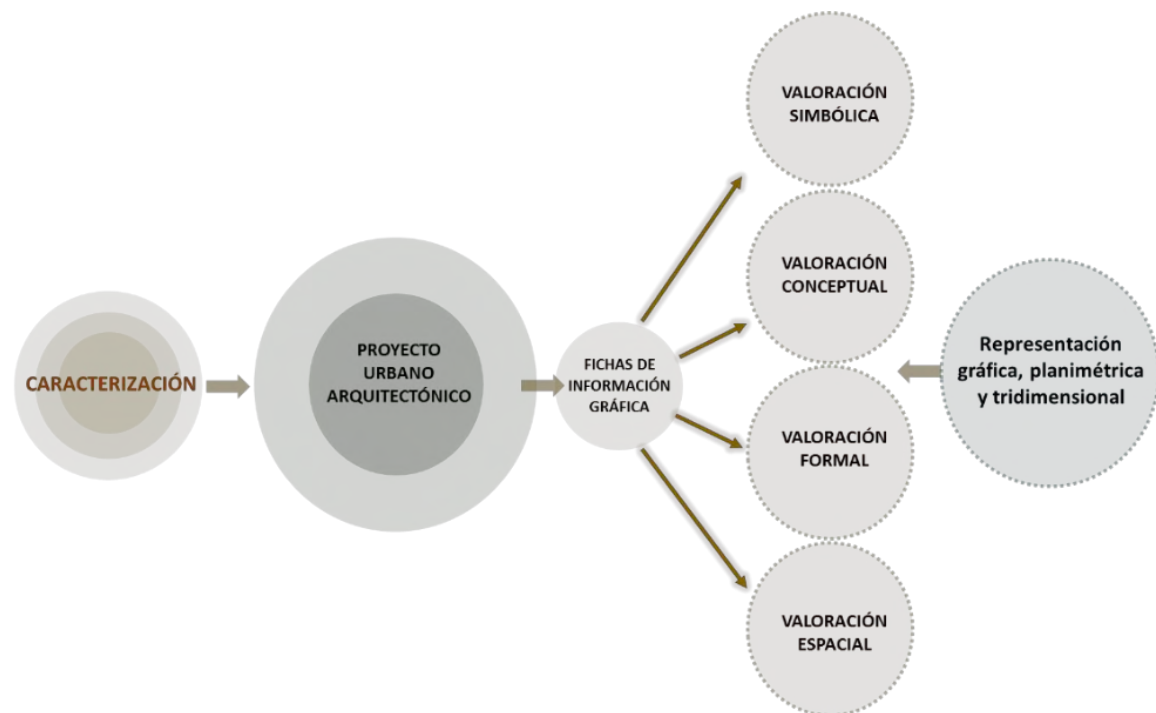 CARACTERIZACIÓN
PROYECTO
URBANO
ARQUITECTÓNICO
FICHAS DE
INFORMACIÓN
GRÁFICA
VALORACIÓN
SIMBÓLICA
VALORACIÓN
CONCEPTUAL
VALORACIÓN
FORMAL
VALORACIÓN
ESPACIAL
Representación
gráfica, planimétrica
y tridimensional